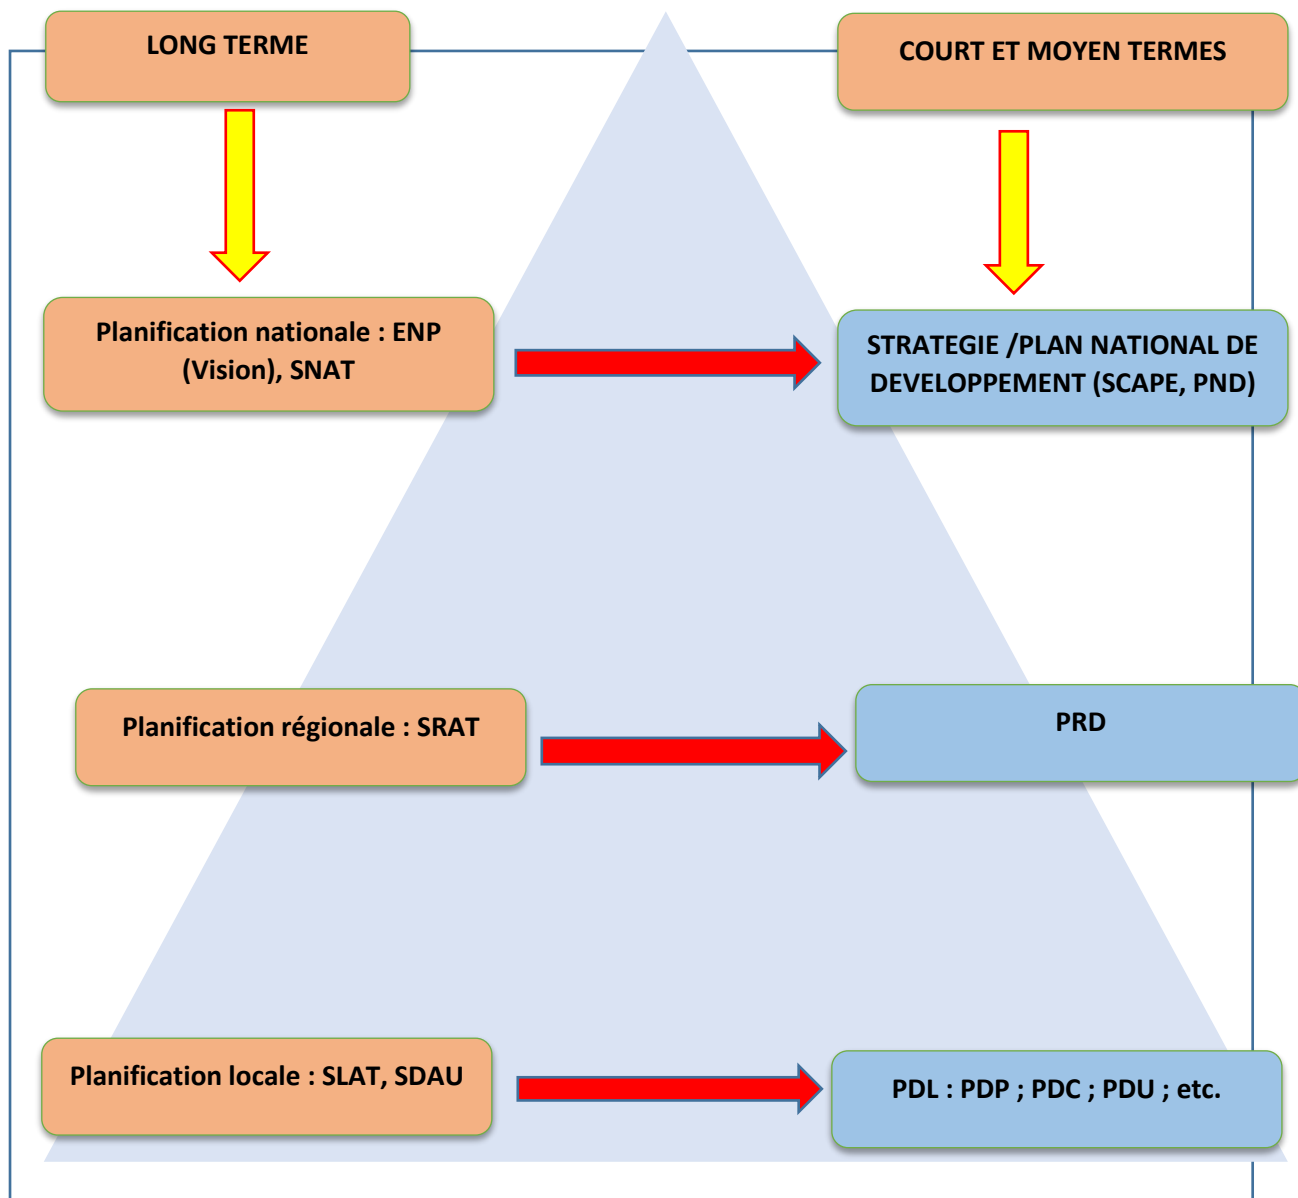 LONG TERME
COURT ET MOYEN TERMES
Planification nationale : ENP
(Vision), SNAT
STRATEGIE /PLAN NATIONAL DE
DEVELOPPEMENT (SCAPE, PND)
Planification régionale : SRAT
PRD
Planification locale : SLAT, SDAU
PDL : PDP ; PDC ; PDU ; etc.